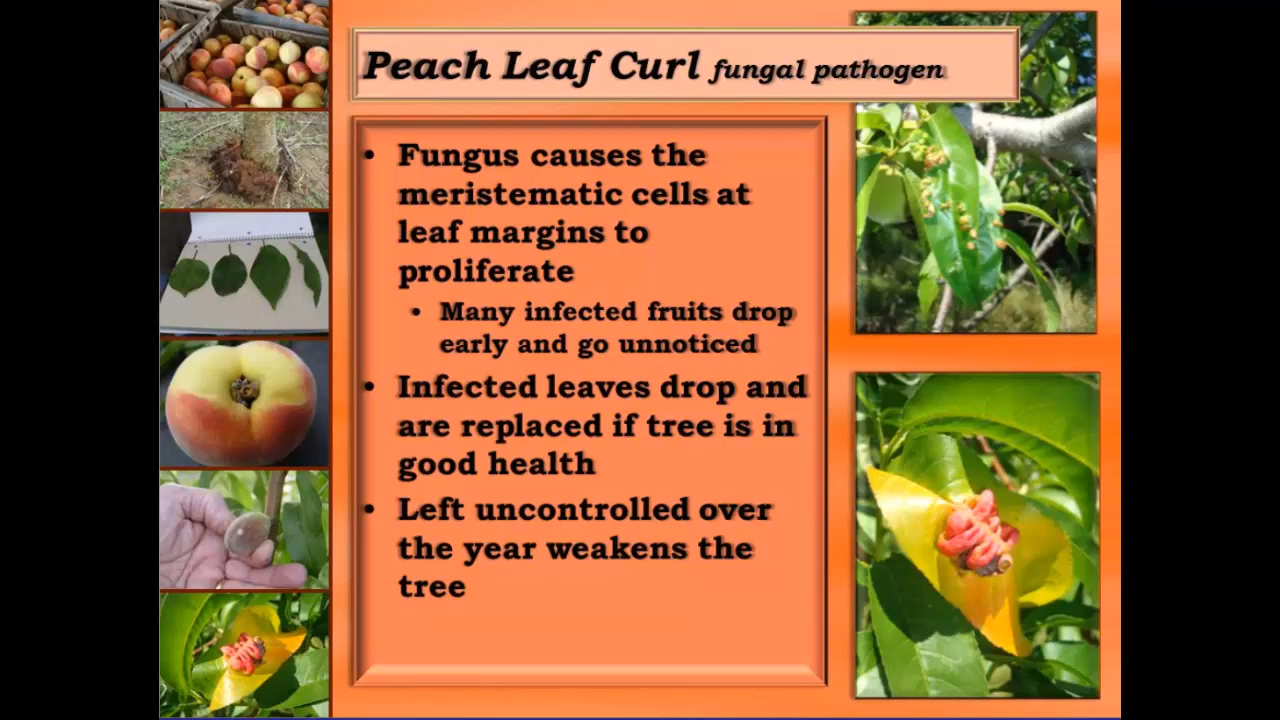 Peach Leaf Curl fungal pathogen
• Fungus causes the
meristematic cells at
leaf margins to
proliferate
• Many infected fruits drop
early and go unnoticed
• Infected leaves drop and
are replaced if tree is in
good health
• Left uncontrolled over
the year weakens the
tree